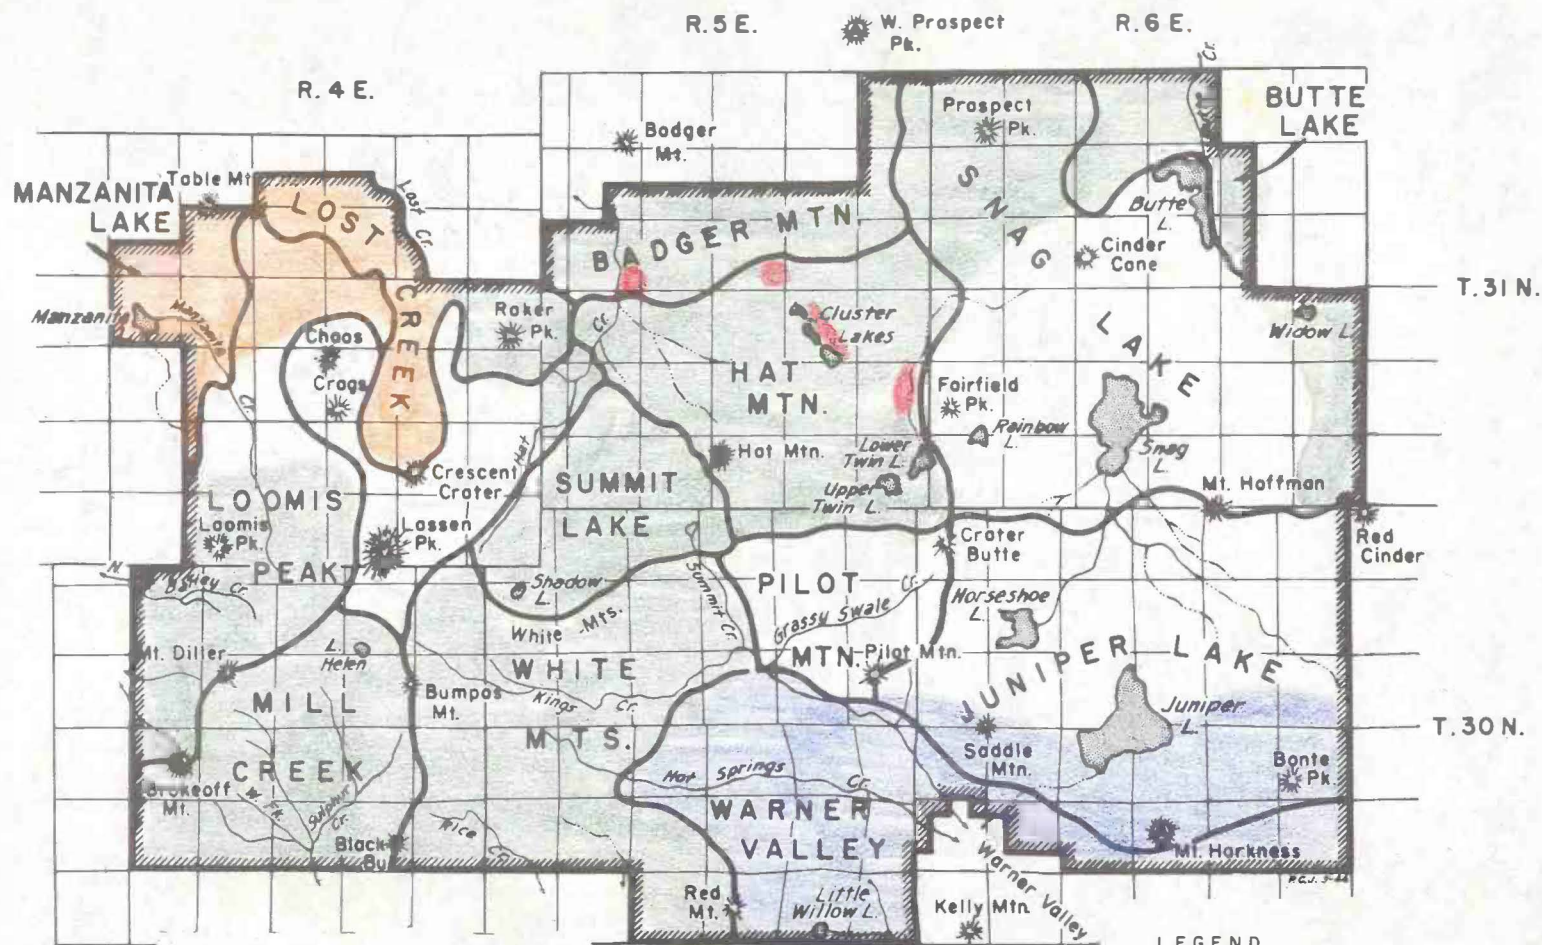 R. 5 E.
W. Prospect
Pk.
R. 6 E.
Cr.
R. 4 E.
Badger
Mt.
Prospect
Pk.
BUTTE
LAKE
MANZANITA
LAKE
Table Mt.
LOST
CREEK
Lost
Cr.
BADGER MTN.
SNAG
LAKE
Butte
L.
Cinder
Cone
T. 31 N.
Manzanita
Manzanita
Cr.
Chaos
Crags
Raker
Pk.
Cr.
Cluster
Lakes
Widow L.
HAT
MTN.
Fairfield
Pk.
Rainbow
L.
Snag
L.
Hat Mtn.
Lower
Twin L.
Upper
Twin L.
Mt. Hoffman
Hat
Crescent
Crater
SUMMIT
LAKE
LOOMIS
PEAK
Loomis
Pk.
Lassen
Pk.
Crater
Butte
Red
Cinder
N.
Bailey
Cr.
Shadow
L.
Summit Cr.
PILOT
MTN.
Grassy Swale Cr.
Horseshoe
L.
White Mts.
Mt. Diller
L.
Helen
WHITE
MTS.
Pilot Mtn.
JUNIPER LAKE
MILL
CREEK
Bumpas
Mt.
Kings Cr.
Juniper
L.
T. 30 N.
Saddle
Mtn.
Bonte
Pk.
Brokeoff
Mt.
W. Fk.
Sulphur
Cr.
Hot Springs Cr.
WARNER
VALLEY
Black
Bu.
Rice
Cr.
Mt. Harkness
Warner Valley
Red
Mt.
Little
Willow L.
Kelly Mtn.
LEGEND